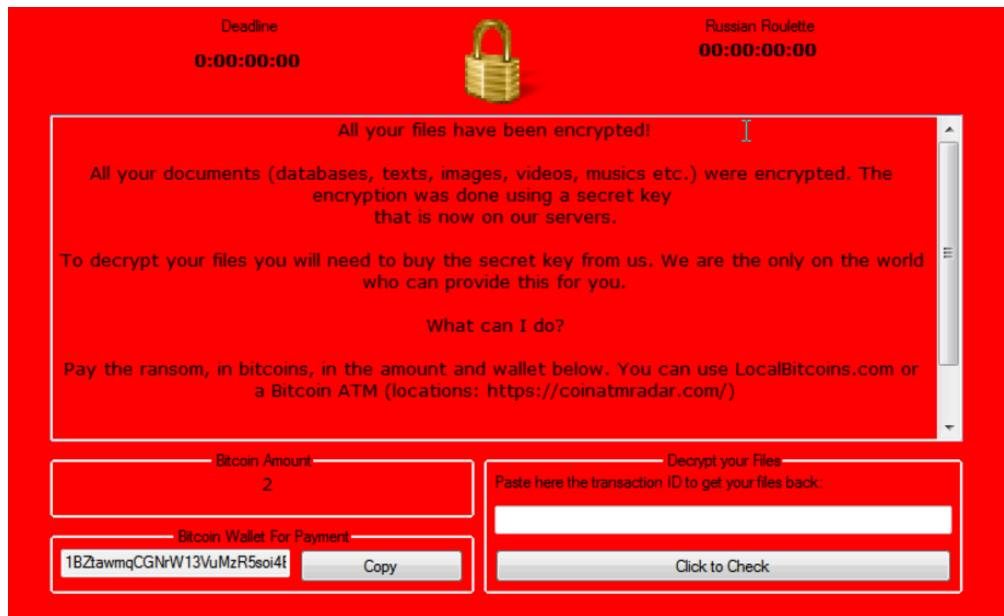 Deadline
Russian Roulette
0:00:00:00
00:00:00:00
All your files have been encrypted!
All your documents (databases, texts, images, videos, musics etc.) were encrypted. The
encryption was done using a secret key
that is now on our servers.
To decrypt your files you will need to buy the secret key from us. We are the only on the world
who can provide this for you.
What can I do?
Pay the ransom, in bitcoins, in the amount and wallet below. You can use LocalBitcoins.com or
a Bitcoin ATM (locations: https://coinatmradar.com/)
Bitcoin Amount
2
Bitcoin Wallet For Payment
Copy
Decrypt your Files
Paste here the transaction ID to get your files back:
Click to Check